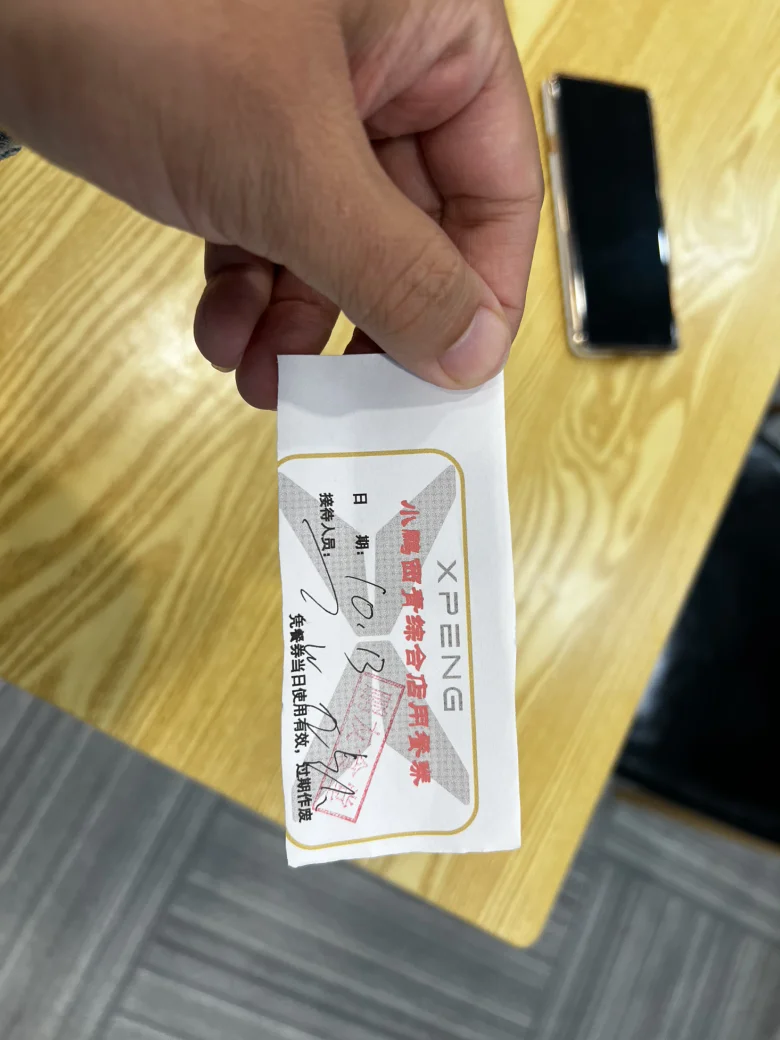 XPENG
小鹏西青综合店用餐票
日 期: 10.13
接待人员:
凭餐券当日使用有效，过期作废